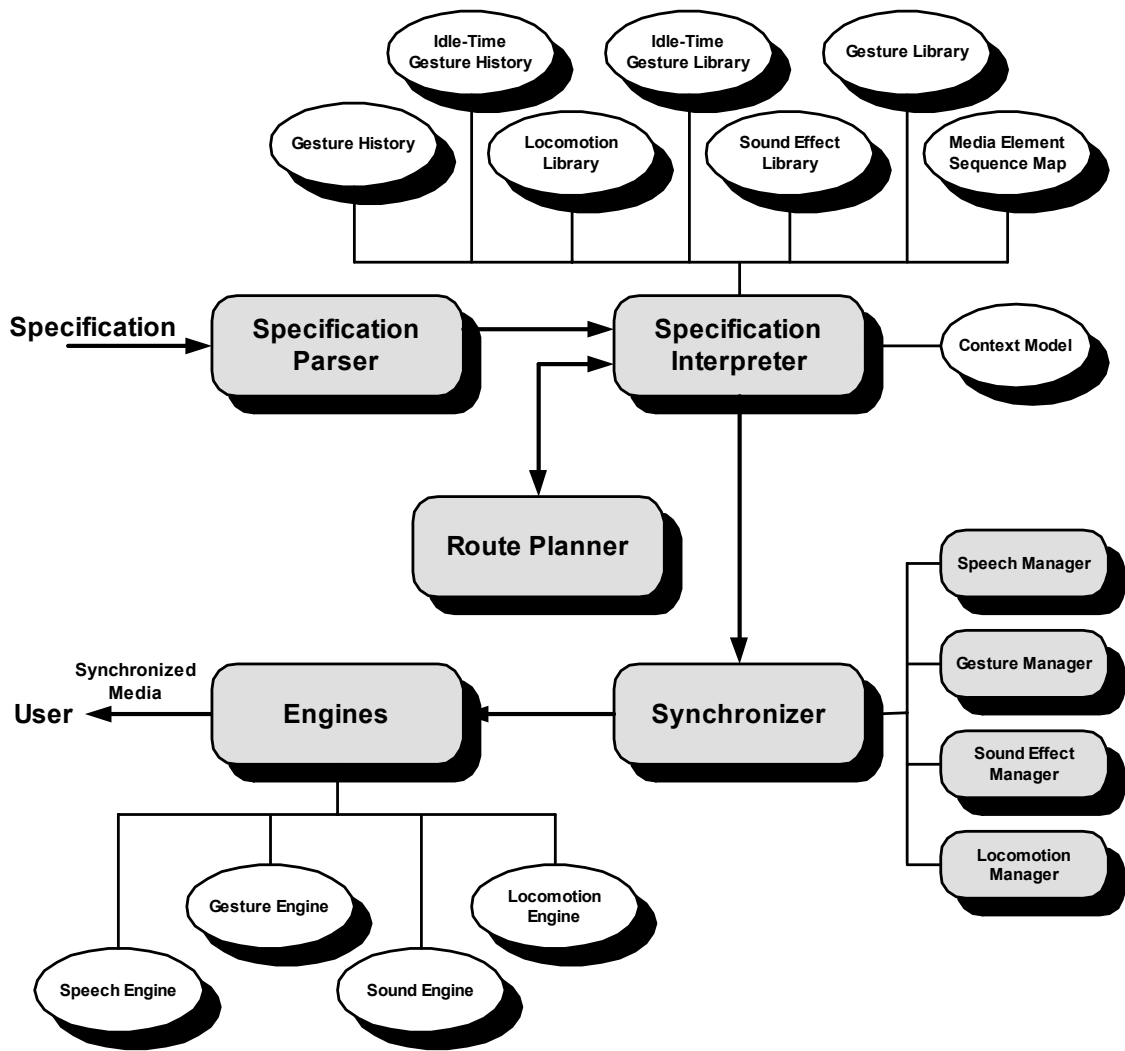 Idle-Time
Gesture History
Idle-Time
Gesture Library
Gesture Library
Gesture History
Locomotion
Library
Sound Effect
Library
Media Element
Sequence Map
Specification
Specification
Parser
Specification
Interpreter
Context Model
Route Planner
Speech Manager
Gesture Manager
Sound Effect
Manager
Locomotion
Manager
Synchronized
Media
User
Engines
Synchronizer
Gesture Engine
Locomotion
Engine
Speech Engine
Sound Engine